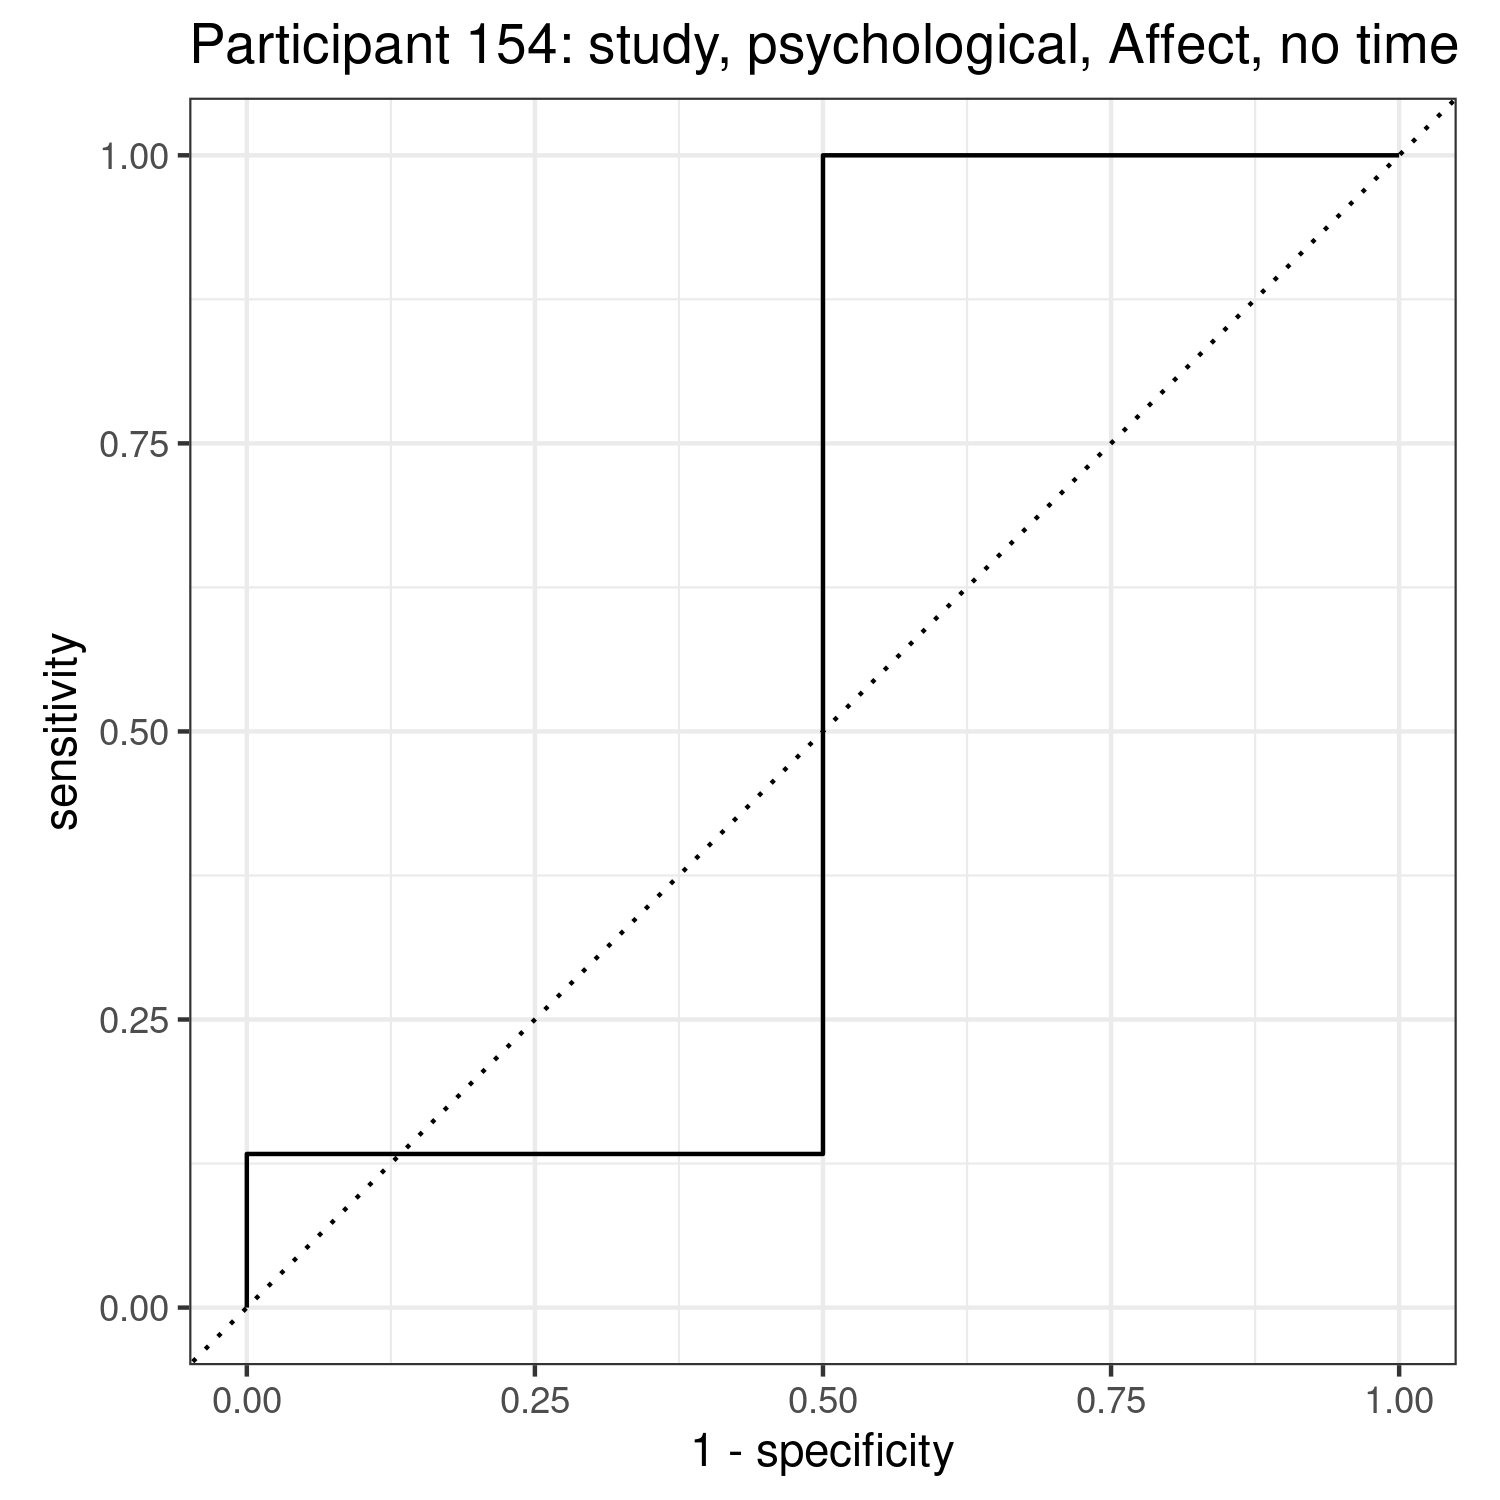 Participant 154: study, psychological, Affect, no time
1.00
0.75
0.50
0.25
0.00
sensitivity
0.00 0.25 0.50 0.75 1.00
1 - specificity